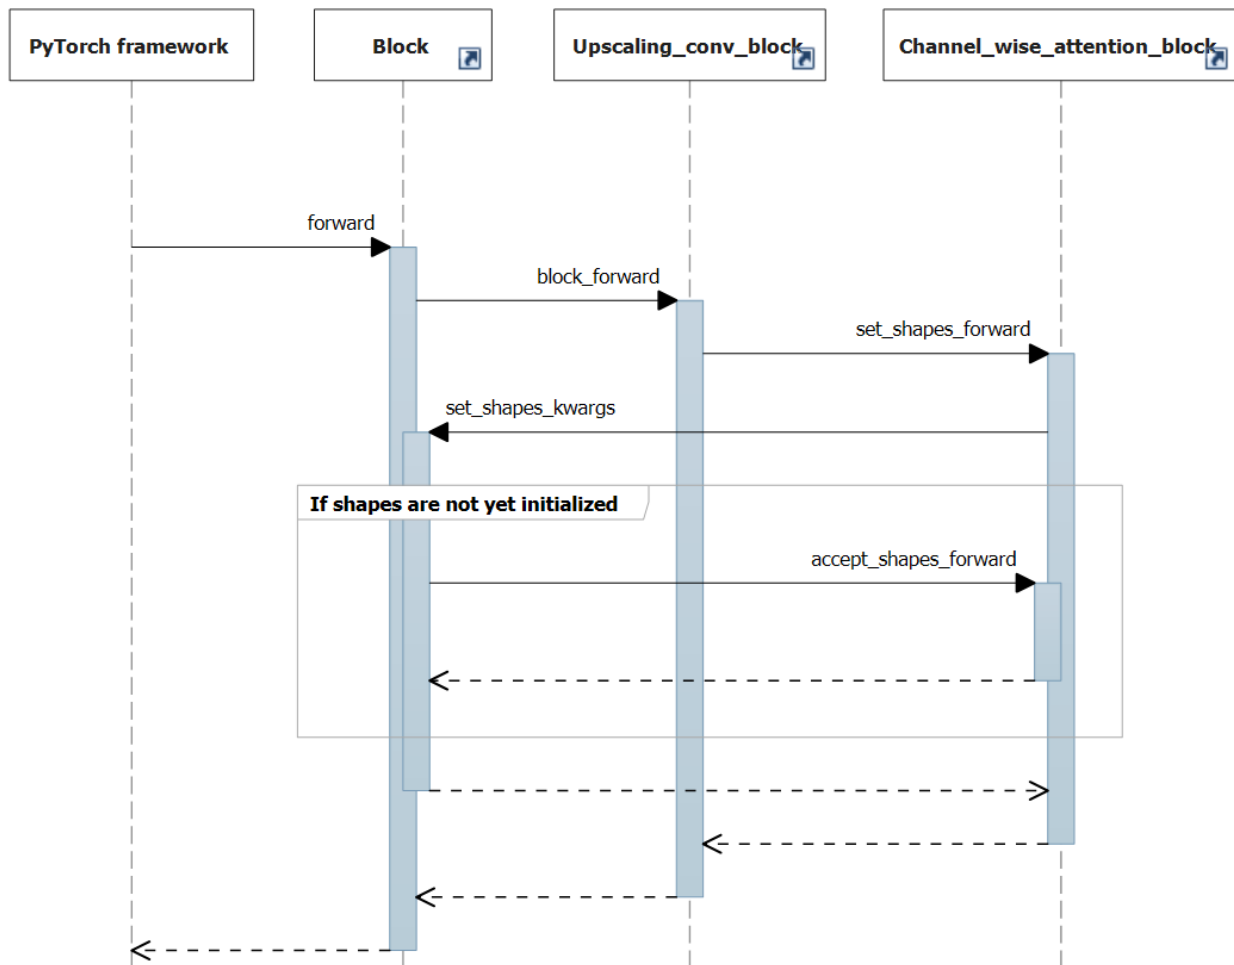 PyTorch framework
Block
Upscaling_conv_block
Channel_wise_attention_block
forward
block_forward
set_shapes_forward
set_shapes_kwargs
If shapes are not yet initialized
accept_shapes_forward